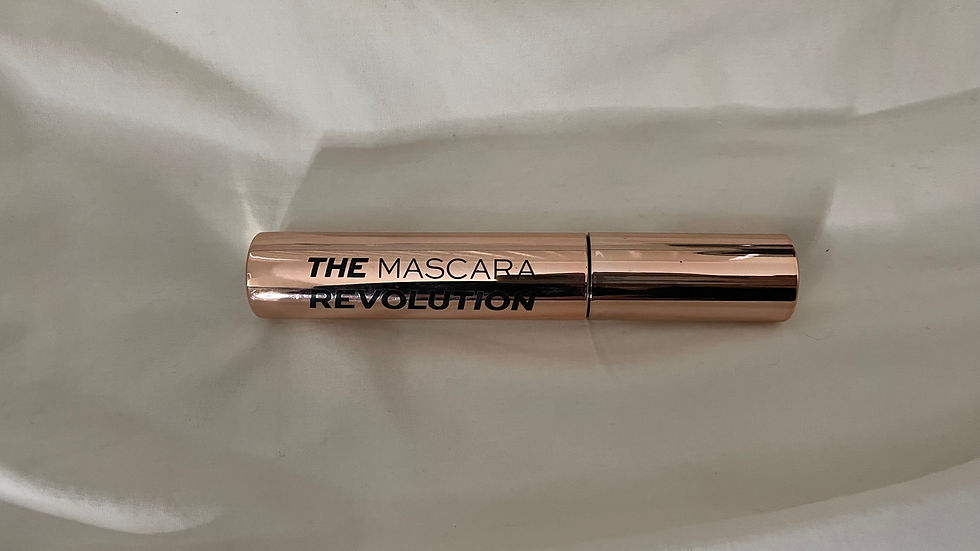 THE MASCARA
REVOLUTION